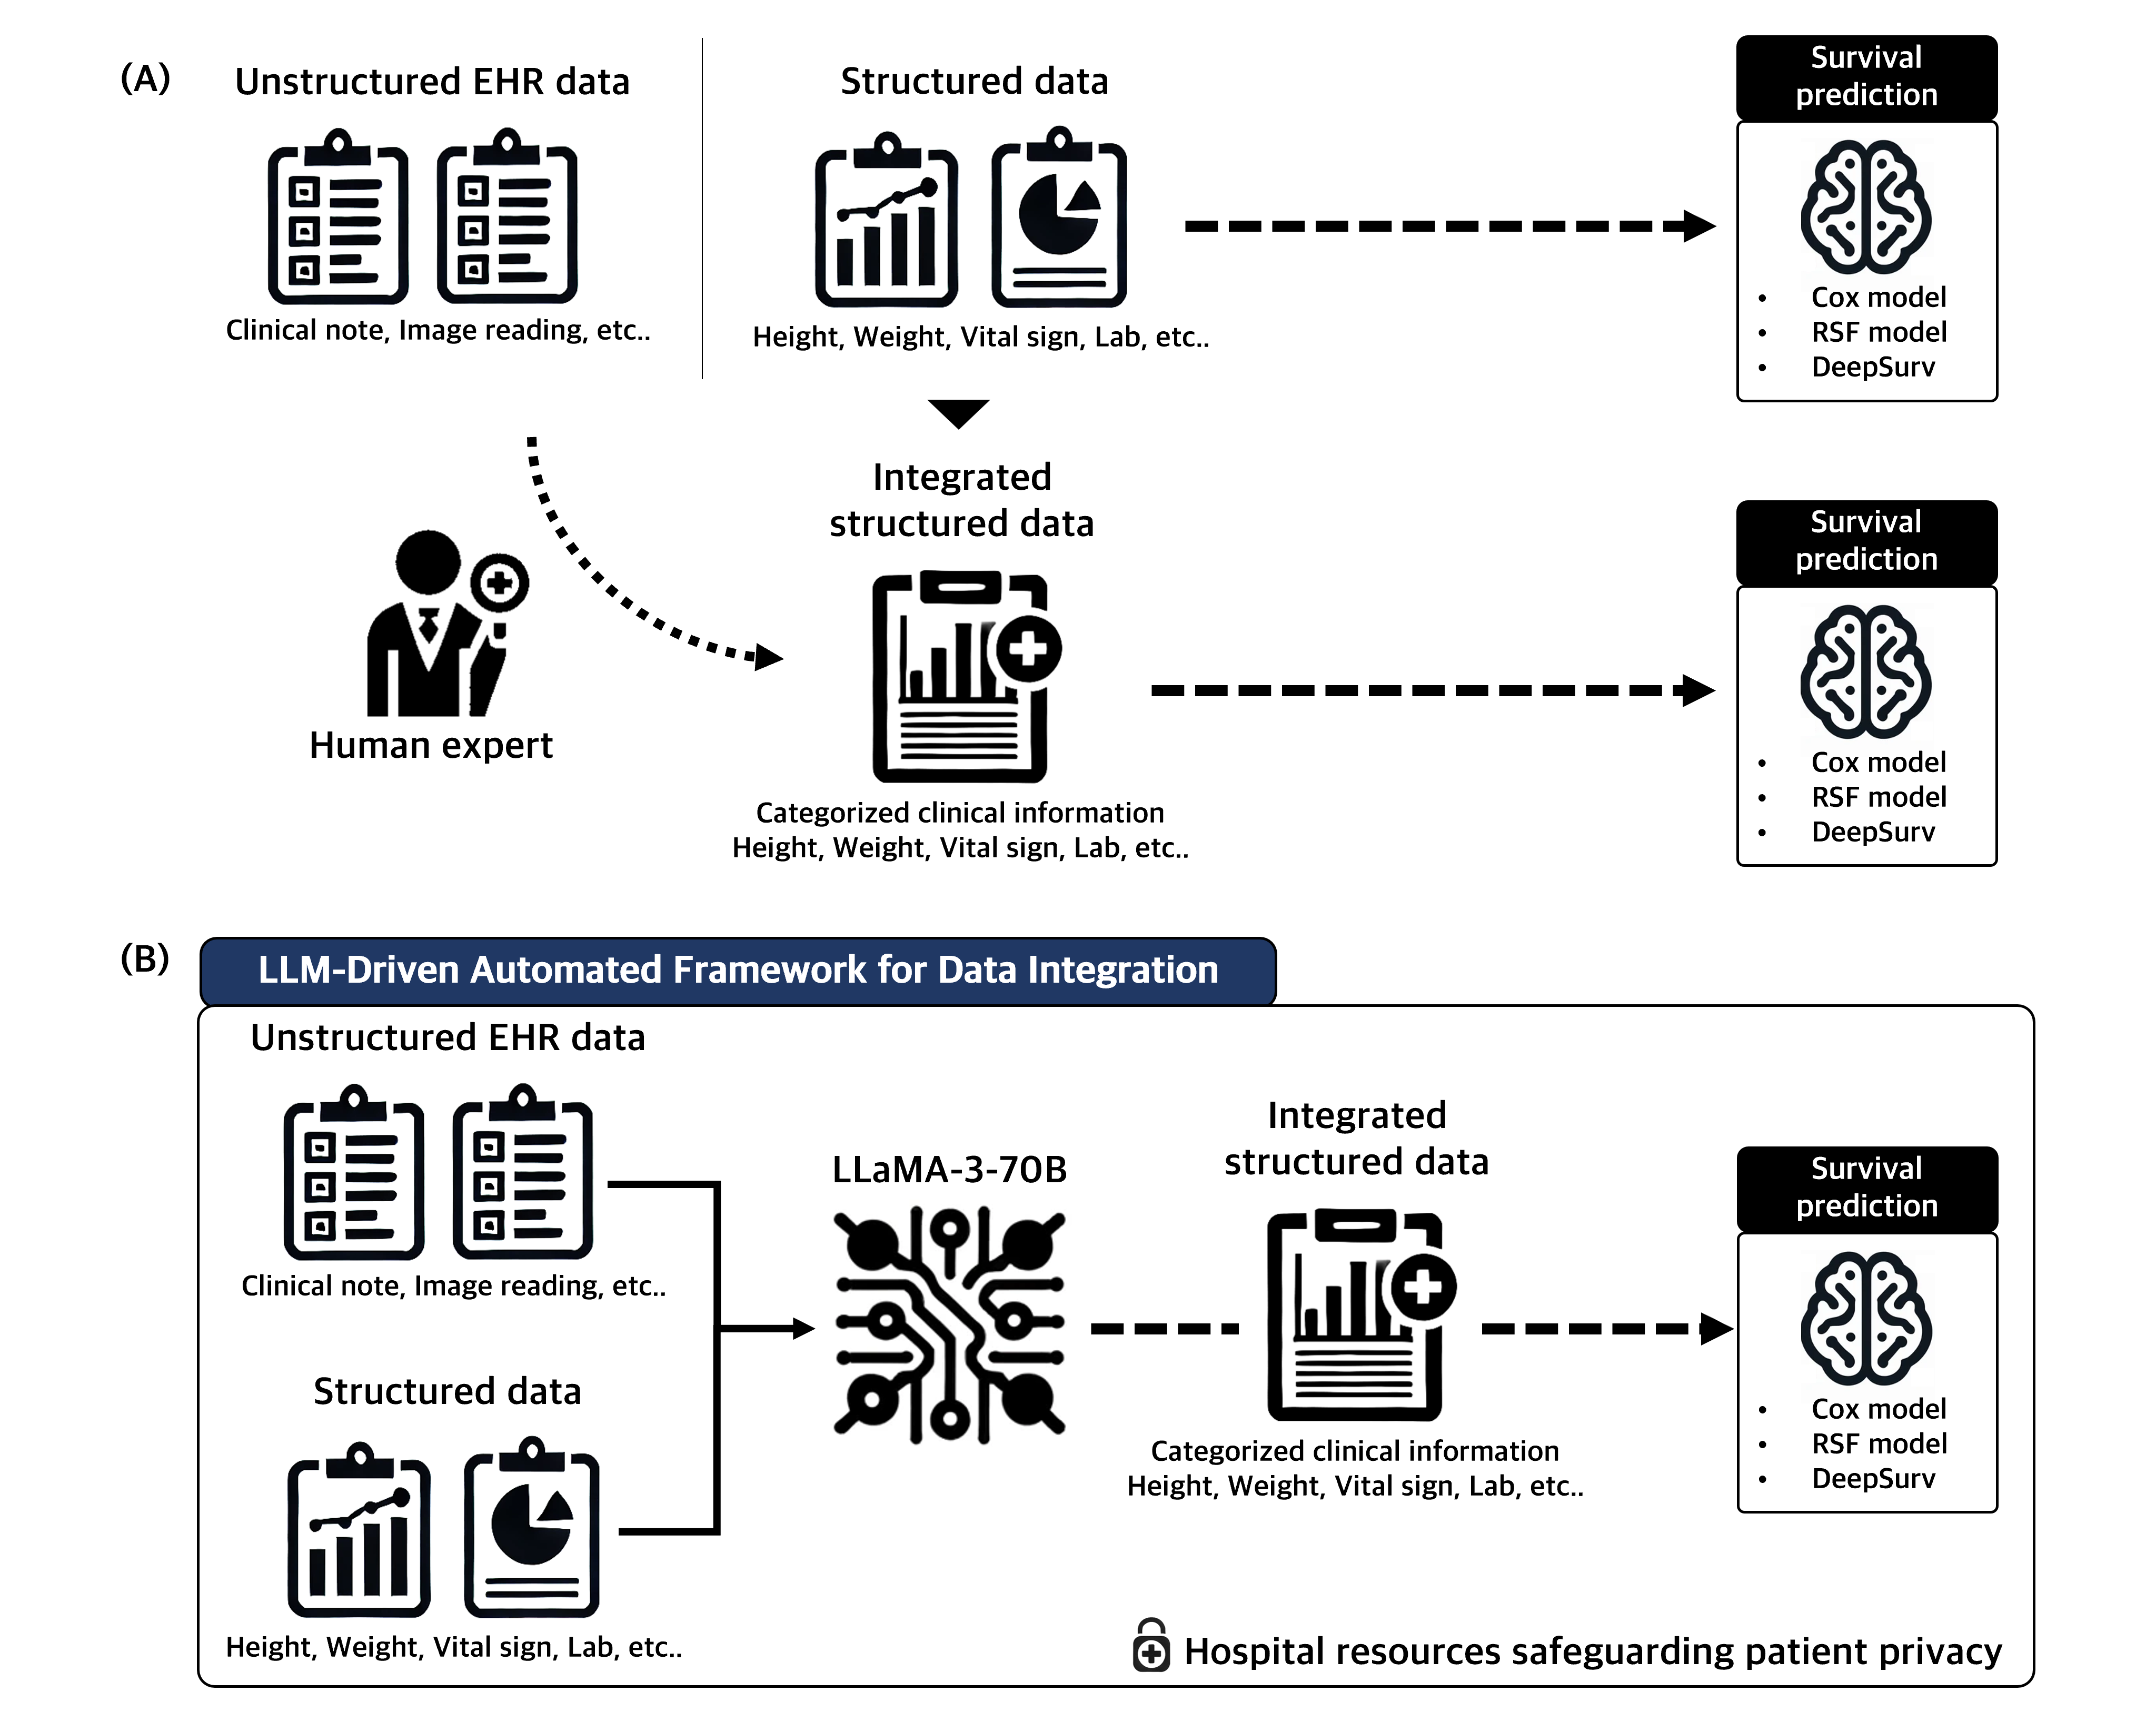 (A)
Unstructured EHR data
Clinical note, Image reading, etc..
Structured data
Height, Weight, Vital sign, Lab, etc..
Survival
prediction
• Cox model
• RSF model
• DeepSurv
Human expert
Integrated
structured data
Categorized clinical information
Height, Weight, Vital sign, Lab, etc..
Survival
prediction
• Cox model
• RSF model
• DeepSurv
(B)
LLM-Driven Automated Framework for Data Integration
Unstructured EHR data
Clinical note, Image reading, etc..
Structured data
Height, Weight, Vital sign, Lab, etc..
LLaMA-3-70B
Integrated
structured data
Categorized clinical information
Height, Weight, Vital sign, Lab, etc..
Survival
prediction
• Cox model
• RSF model
• DeepSurv
Hospital resources safeguarding patient privacy